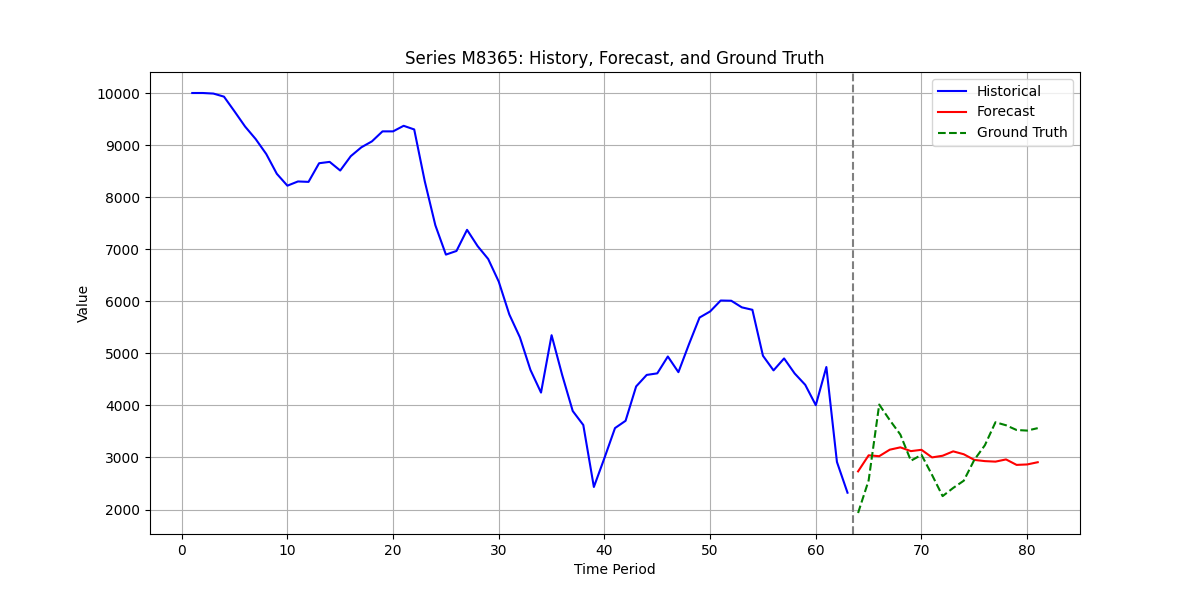 Series M8365: History, Forecast, and Ground Truth
Historical
Forecast
Ground Truth
10000
9000
8000
7000
6000
5000
4000
3000
2000
Value
0 10 20 30 40 50 60 70 80
Time Period